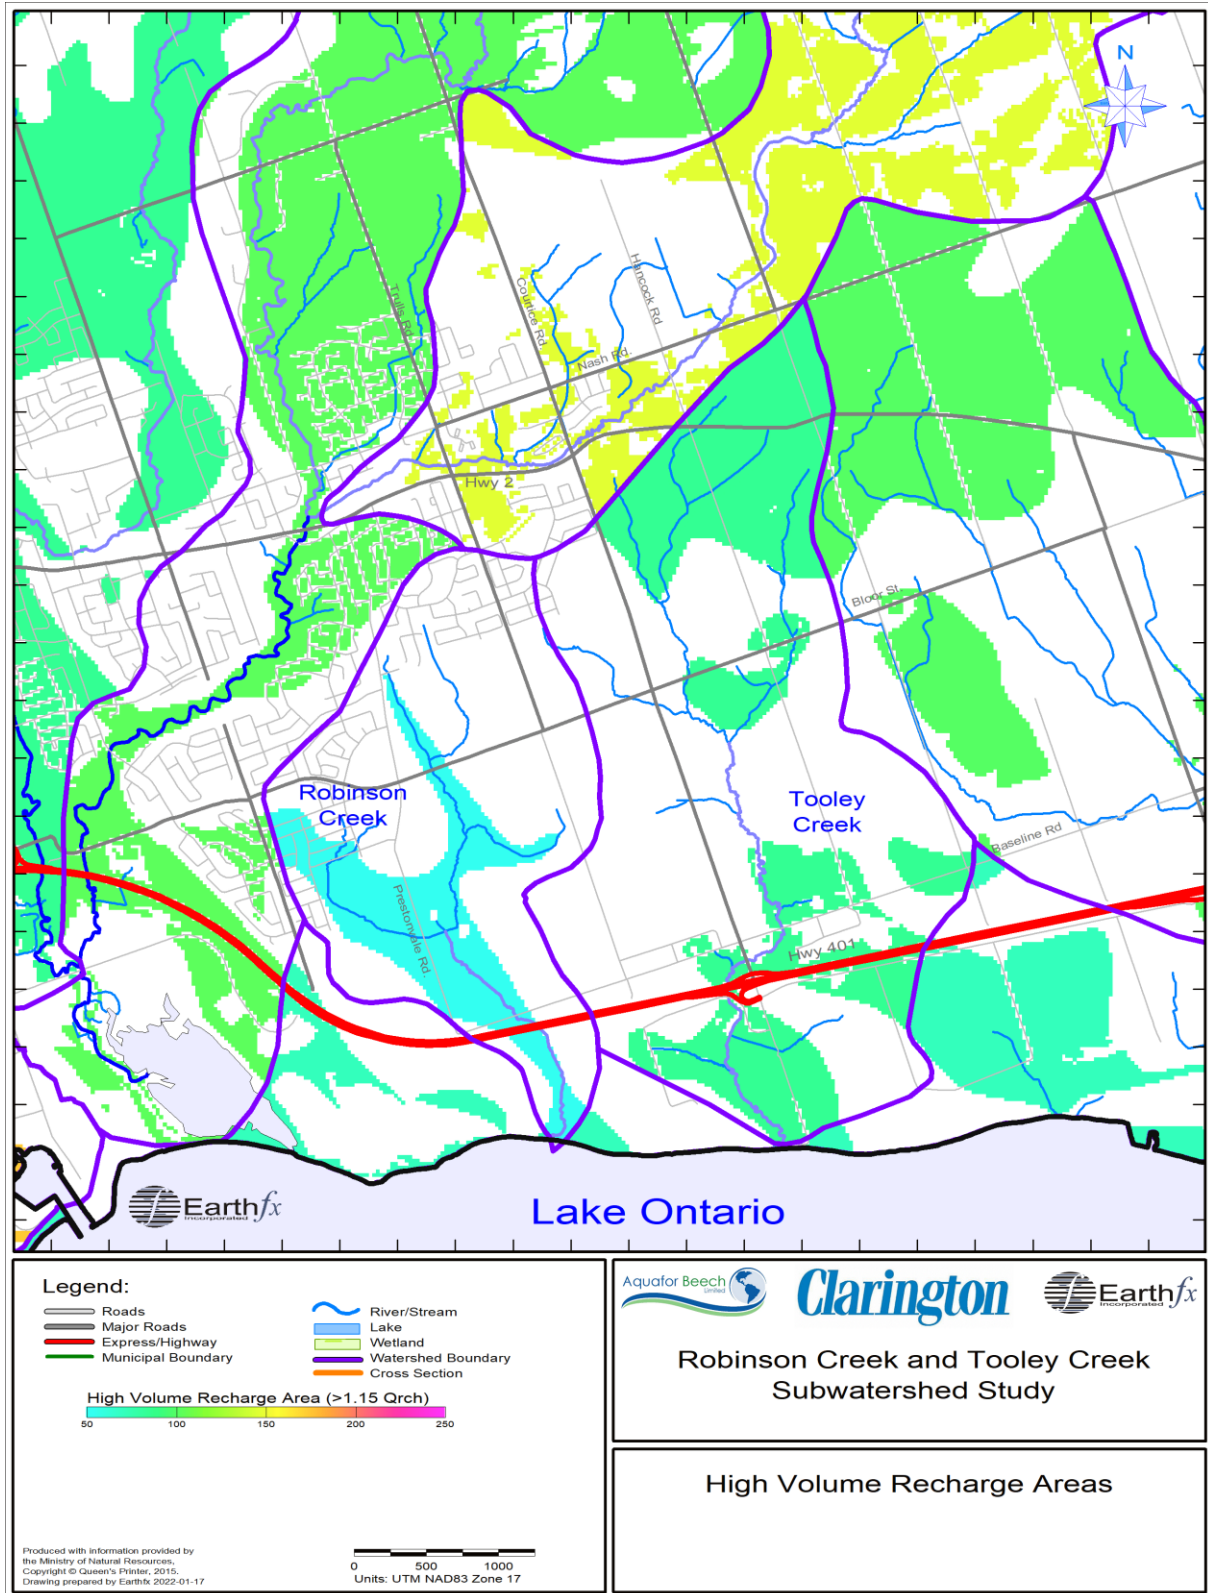 N
Trulls Rd.
Courtice Rd.
Hancock Rd
Nash Rd.
Hwy 2
Bloor St.
Robinson
Creek
Tooley
Creek
Baseline Rd
Prestonvale Rd.
Hwy 401
Earthfx
Incorporated
Lake Ontario
Legend:
Roads
Major Roads
Express/Highway
Municipal Boundary
River/Stream
Lake
Wetland
Watershed Boundary
Cross Section
High Volume Recharge Area (>1.15 Qrch)
50 100 150 200 250
Produced with information provided by
the Ministry of Natural Resources,
Copyright © Queen's Printer, 2015.
Drawing prepared by Earthfx 2022-01-17
0 500 1000
Units: UTM NAD83 Zone 17
Aquafor Beech
Limited
Clarington
Earthfx
Incorporated
Robinson Creek and Tooley Creek
Subwatershed Study
High Volume Recharge Areas